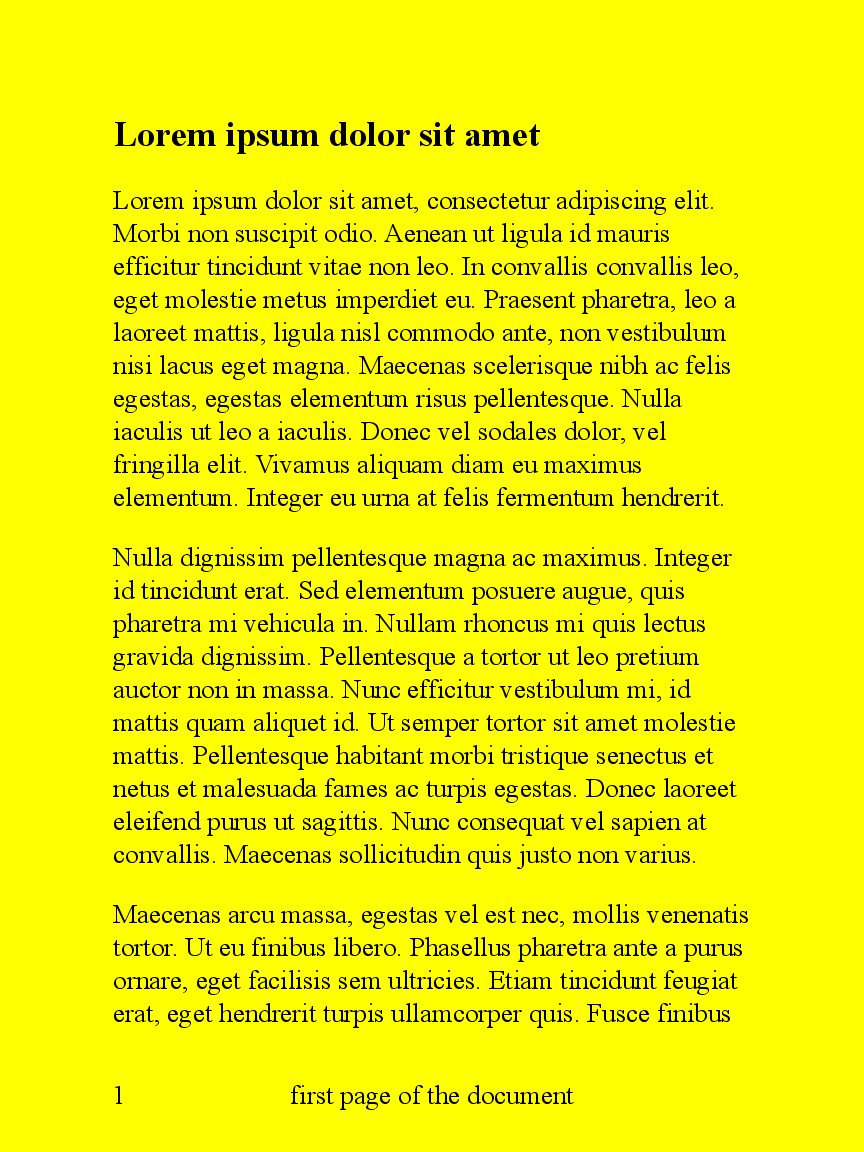 Lorem ipsum dolor sit amet
Lorem ipsum dolor sit amet, consectetur adipiscing elit.
Morbi non suscipit odio. Aenean ut ligula id mauris
efficitur tincidunt vitae non leo. In convallis convallis leo,
eget molestie metus imperdiet eu. Praesent pharetra, leo a
laoreet mattis, ligula nisl commodo ante, non vestibulum
nisi lacus eget magna. Maecenas scelerisque nibh ac felis
egestas, egestas elementum risus pellentesque. Nulla
iaculis ut leo a iaculis. Donec vel sodales dolor, vel
fringilla elit. Vivamus aliquam diam eu maximus
elementum. Integer eu urna at felis fermentum hendrerit.
Nulla dignissim pellentesque magna ac maximus. Integer
id tincidunt erat. Sed elementum posuere augue, quis
pharetra mi vehicula in. Nullam rhoncus mi quis lectus
gravida dignissim. Pellentesque a tortor ut leo pretium
auctor non in massa. Nunc efficitur vestibulum mi, id
mattis quam aliquet id. Ut semper tortor sit amet molestie
mattis. Pellentesque habitant morbi tristique senectus et
netus et malesuada fames ac turpis egestas. Donec laoreet
eleifend purus ut sagittis. Nunc consequat vel sapien at
convallis. Maecenas sollicitudin quis justo non varius.
Maecenas arcu massa, egestas vel est nec, mollis venenatis
tortor. Ut eu finibus libero. Phasellus pharetra ante a purus
ornare, eget facilisis sem ultricies. Etiam tincidunt feugiat
erat, eget hendrerit turpis ullamcorper quis. Fusce finibus
1 first page of the document